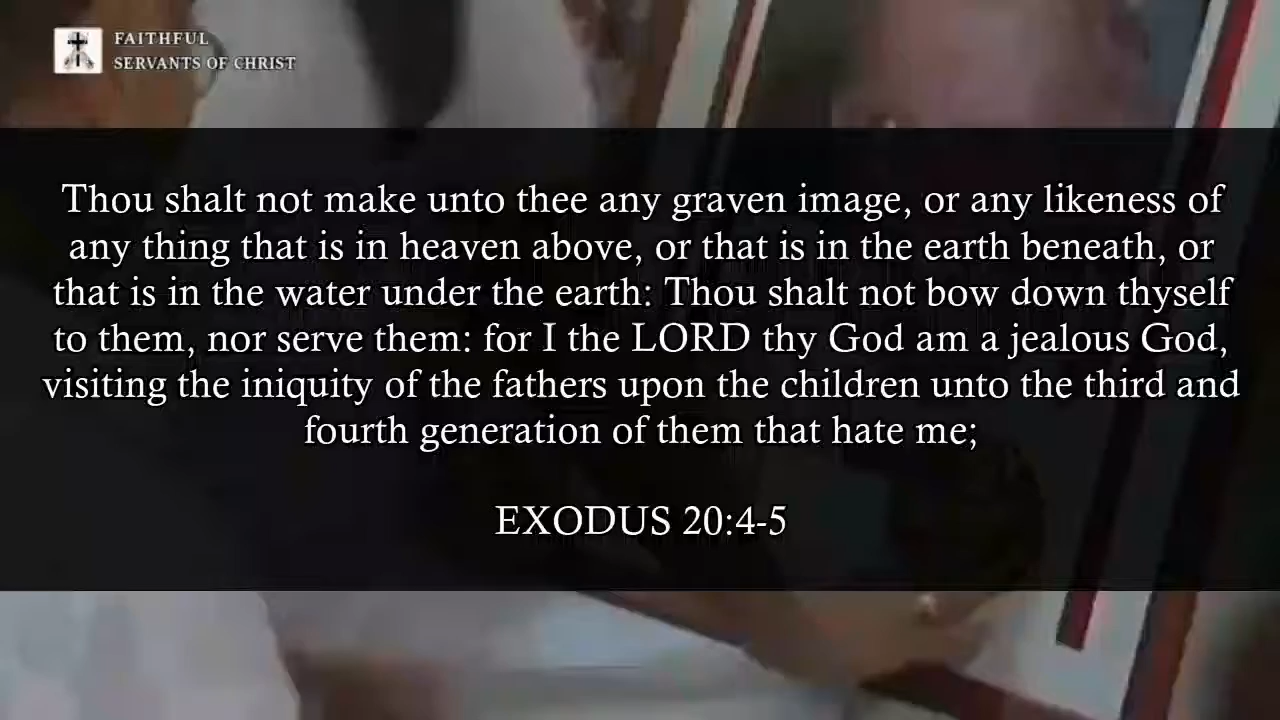 FAITHFUL
SERVANTS OF CHRIST
Thou shalt not make unto thee any graven image, or any likeness of
any thing that is in heaven above, or that is in the earth beneath, or
that is in the water under the earth: Thou shalt not bow down thyself
to them, nor serve them: for I the LORD thy God am a jealous God,
visiting the iniquity of the fathers upon the children unto the third and
fourth generation of them that hate me;
EXODUS 20:4-5